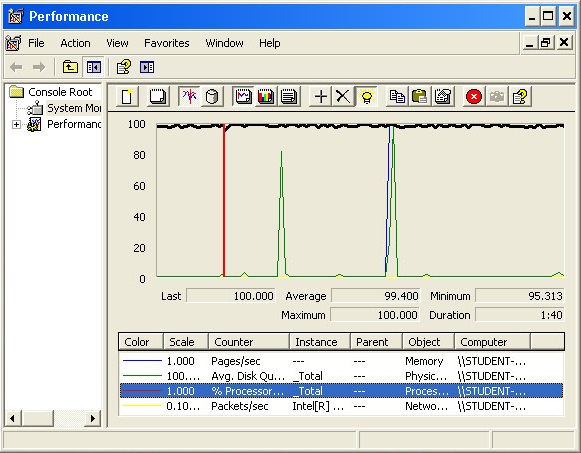 Performance
File Action View Favorites Window Help
Console Root
System Mor
Performanc
100
80
60
40
20
0
Last 100.000 Average 99.400 Minimum 95.313
Maximum 100.000 Duration 1:40
Color Scale Counter Instance Parent Object Computer
1.000 Pages/sec --- --- Memory \\STUDENT-...
100.... Avg. Disk Qu... _Total --- Physic... \\STUDENT-...
1.000 % Processor... _Total --- Proces... \\STUDENT-...
0.10... Packets/sec Intel[R] ... --- Netwo... \\STUDENT-...